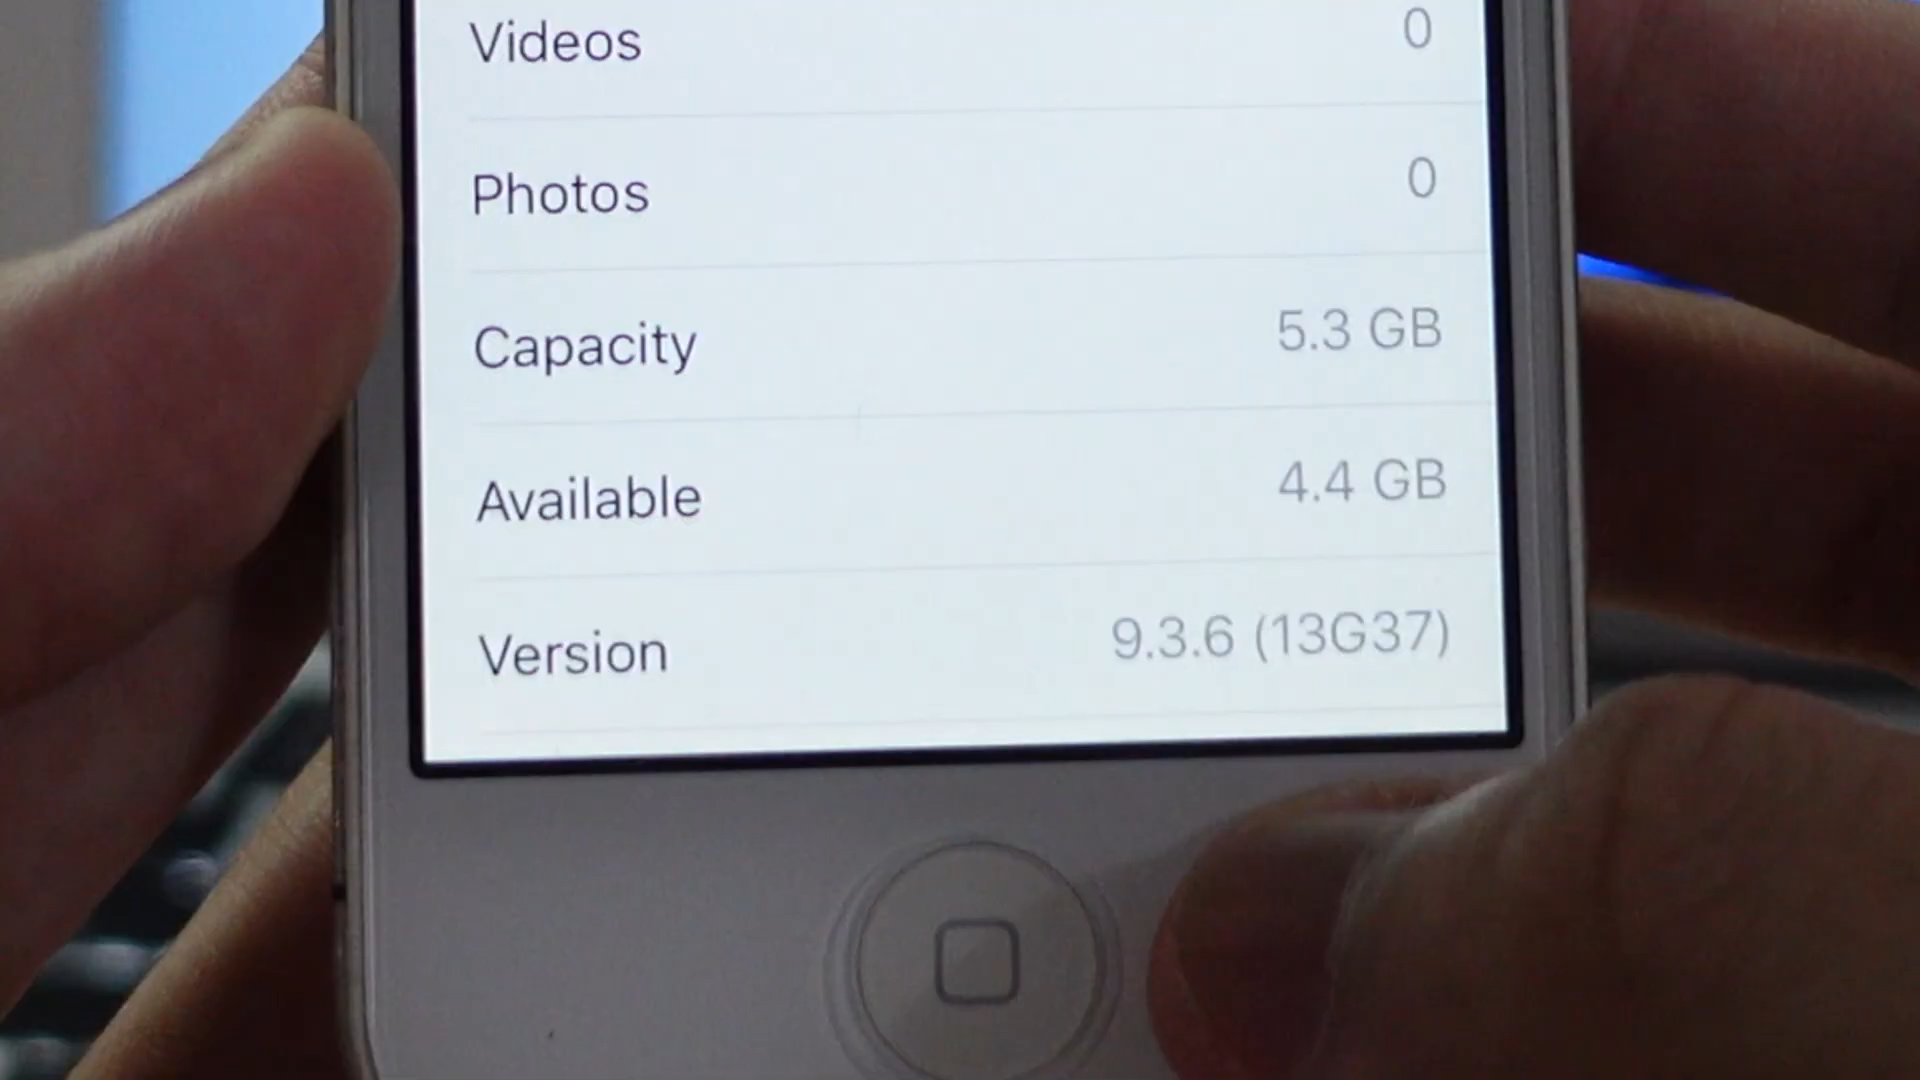 Videos 0
Photos 0
Capacity 5.3 GB
Available 4.4 GB
Version 9.3.6 (13G37)